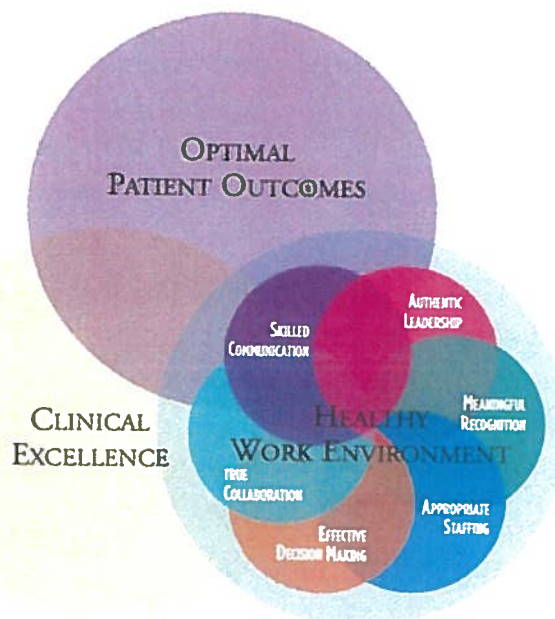 OPTIMAL
PATIENT OUTCOMES
AUTHENTIC
LEADERSHIP
SKILLED
COMMUNICATION
MEANINGFUL
RECOGNITION
CLINICAL
EXCELLENCE
HEALTHY
WORK ENVIRONMENT
TRUE
COLLABORATION
APPROPRIATE
STAFFING
EFFECTIVE
DECISION MAKING